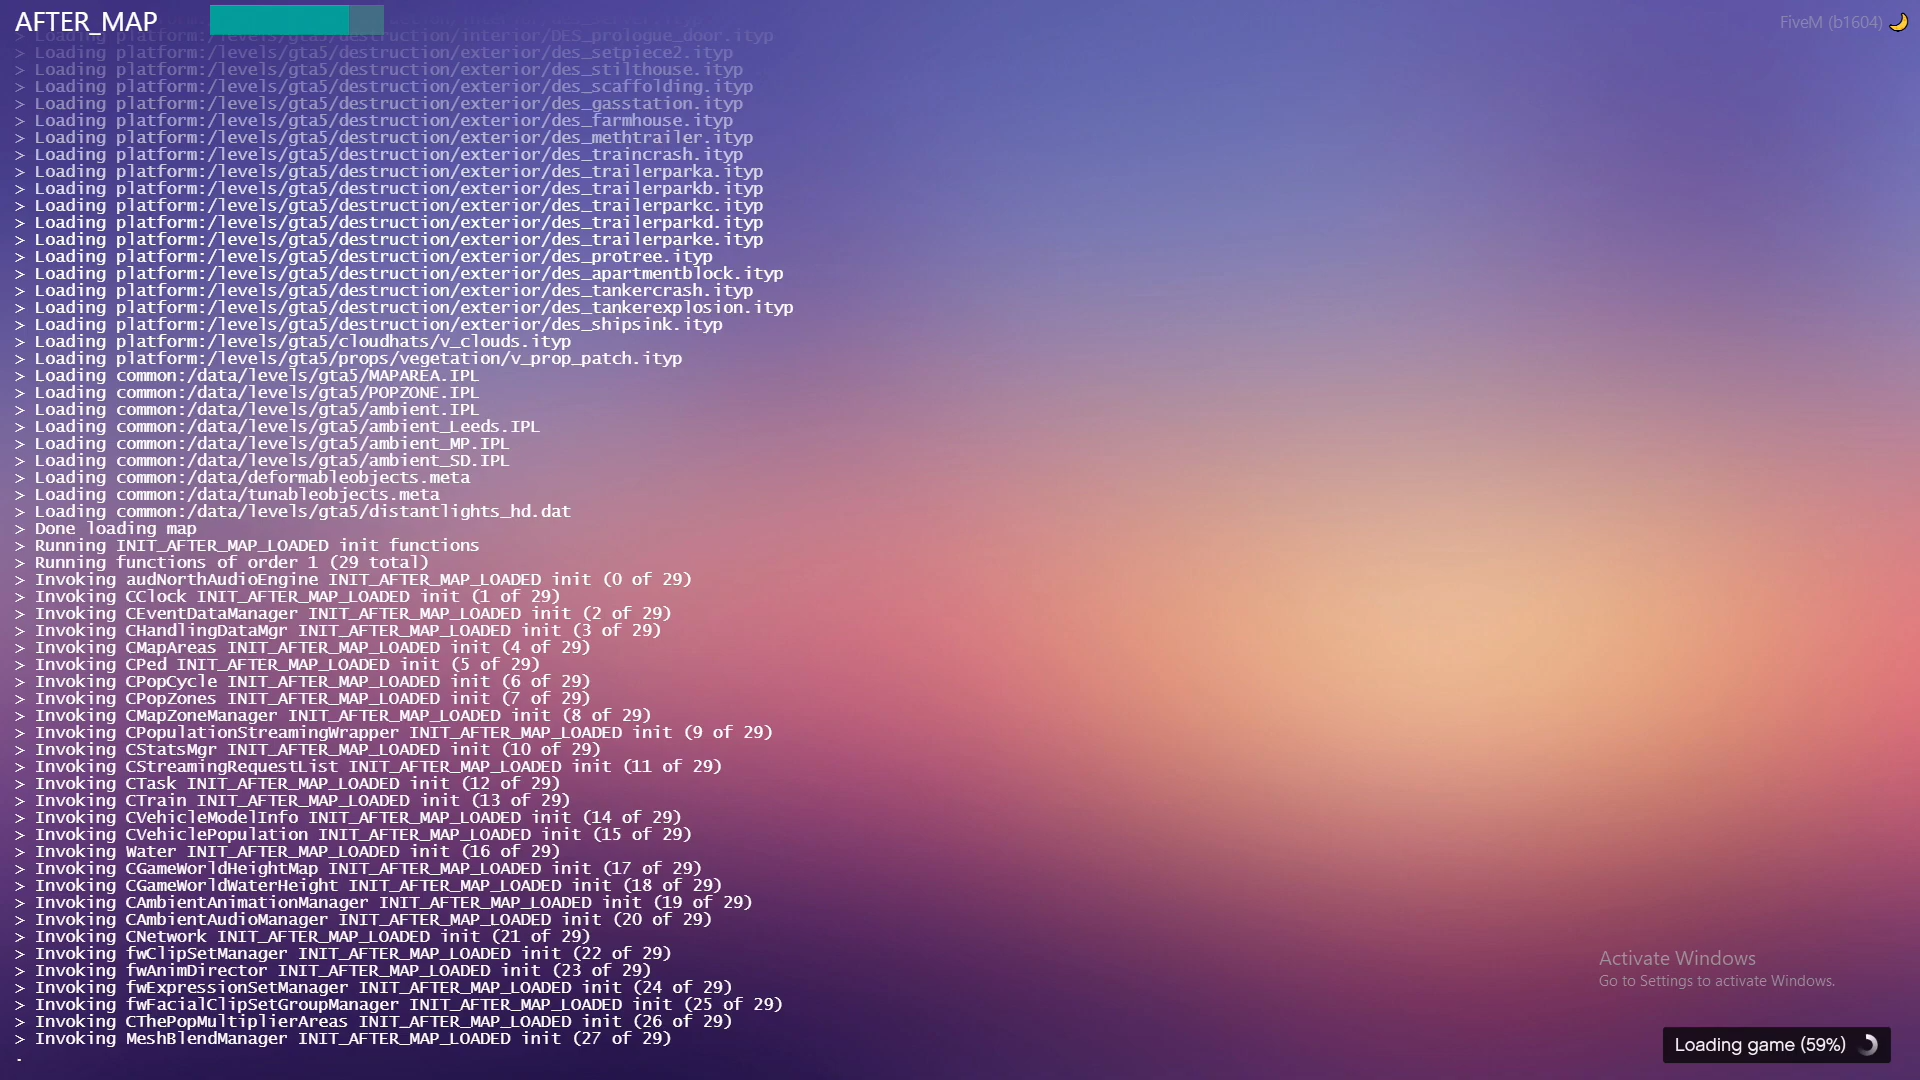 AFTER_MAP
FiveM (b1604)
> Loading platform:/levels/gta5/destruction/interior/DES_prologue_door.ityp
> Loading platform:/levels/gta5/destruction/exterior/des_setpiece2.ityp
> Loading platform:/levels/gta5/destruction/exterior/des_stilthouse.ityp
> Loading platform:/levels/gta5/destruction/exterior/des_scaffolding.ityp
> Loading platform:/levels/gta5/destruction/exterior/des_gasstation.ityp
> Loading platform:/levels/gta5/destruction/exterior/des_farmhouse.ityp
> Loading platform:/levels/gta5/destruction/exterior/des_methtrailer.ityp
> Loading platform:/levels/gta5/destruction/exterior/des_traincrash.ityp
> Loading platform:/levels/gta5/destruction/exterior/des_trailerparka.ityp
> Loading platform:/levels/gta5/destruction/exterior/des_trailerparkb.ityp
> Loading platform:/levels/gta5/destruction/exterior/des_trailerparkc.ityp
> Loading platform:/levels/gta5/destruction/exterior/des_trailerparkd.ityp
> Loading platform:/levels/gta5/destruction/exterior/des_trailerparke.ityp
> Loading platform:/levels/gta5/destruction/exterior/des_protree.ityp
> Loading platform:/levels/gta5/destruction/exterior/des_apartmentblock.ityp
> Loading platform:/levels/gta5/destruction/exterior/des_tankercrash.ityp
> Loading platform:/levels/gta5/destruction/exterior/des_tankerexplosion.ityp
> Loading platform:/levels/gta5/destruction/exterior/des_shipsink.ityp
> Loading platform:/levels/gta5/cloudhats/v_clouds.ityp
> Loading platform:/levels/gta5/props/vegetation/v_prop_patch.ityp
> Loading common:/data/levels/gta5/MAPAREA.IPL
> Loading common:/data/levels/gta5/POPZONE.IPL
> Loading common:/data/levels/gta5/ambient.IPL
> Loading common:/data/levels/gta5/ambient_Leeds.IPL
> Loading common:/data/levels/gta5/ambient_MP.IPL
> Loading common:/data/levels/gta5/ambient_SD.IPL
> Loading common:/data/deformableobjects.meta
> Loading common:/data/tunableobjects.meta
> Loading common:/data/levels/gta5/distantlights_hd.dat
> Done loading map
> Running INIT_AFTER_MAP_LOADED init functions
> Running functions of order 1 (29 total)
> Invoking audNorthAudioEngine INIT_AFTER_MAP_LOADED init (0 of 29)
> Invoking CClock INIT_AFTER_MAP_LOADED init (1 of 29)
> Invoking CEventDataManager INIT_AFTER_MAP_LOADED init (2 of 29)
> Invoking CHandlingDataMgr INIT_AFTER_MAP_LOADED init (3 of 29)
> Invoking CMapAreas INIT_AFTER_MAP_LOADED init (4 of 29)
> Invoking CPed INIT_AFTER_MAP_LOADED init (5 of 29)
> Invoking CPopCycle INIT_AFTER_MAP_LOADED init (6 of 29)
> Invoking CPopZones INIT_AFTER_MAP_LOADED init (7 of 29)
> Invoking CMapZoneManager INIT_AFTER_MAP_LOADED init (8 of 29)
> Invoking CPopulationStreamingWrapper INIT_AFTER_MAP_LOADED init (9 of 29)
> Invoking CStatsMgr INIT_AFTER_MAP_LOADED init (10 of 29)
> Invoking CStreamingRequestList INIT_AFTER_MAP_LOADED init (11 of 29)
> Invoking CTask INIT_AFTER_MAP_LOADED init (12 of 29)
> Invoking CTrain INIT_AFTER_MAP_LOADED init (13 of 29)
> Invoking CVehicleModelInfo INIT_AFTER_MAP_LOADED init (14 of 29)
> Invoking CVehiclePopulation INIT_AFTER_MAP_LOADED init (15 of 29)
> Invoking Water INIT_AFTER_MAP_LOADED init (16 of 29)
> Invoking CGameWorldHeightMap INIT_AFTER_MAP_LOADED init (17 of 29)
> Invoking CGameWorldWaterHeight INIT_AFTER_MAP_LOADED init (18 of 29)
> Invoking CAmbientAnimationManager INIT_AFTER_MAP_LOADED init (19 of 29)
> Invoking CAmbientAudioManager INIT_AFTER_MAP_LOADED init (20 of 29)
> Invoking CNetwork INIT_AFTER_MAP_LOADED init (21 of 29)
> Invoking fwClipSetManager INIT_AFTER_MAP_LOADED init (22 of 29)
> Invoking fwAnimDirector INIT_AFTER_MAP_LOADED init (23 of 29)
> Invoking fwExpressionSetManager INIT_AFTER_MAP_LOADED init (24 of 29)
> Invoking fwFacialClipSetGroupManager INIT_AFTER_MAP_LOADED init (25 of 29)
> Invoking CThePopMultiplierAreas INIT_AFTER_MAP_LOADED init (26 of 29)
> Invoking MeshBlendManager INIT_AFTER_MAP_LOADED init (27 of 29)
Activate Windows
Go to Settings to activate Windows.
Loading game (59%)